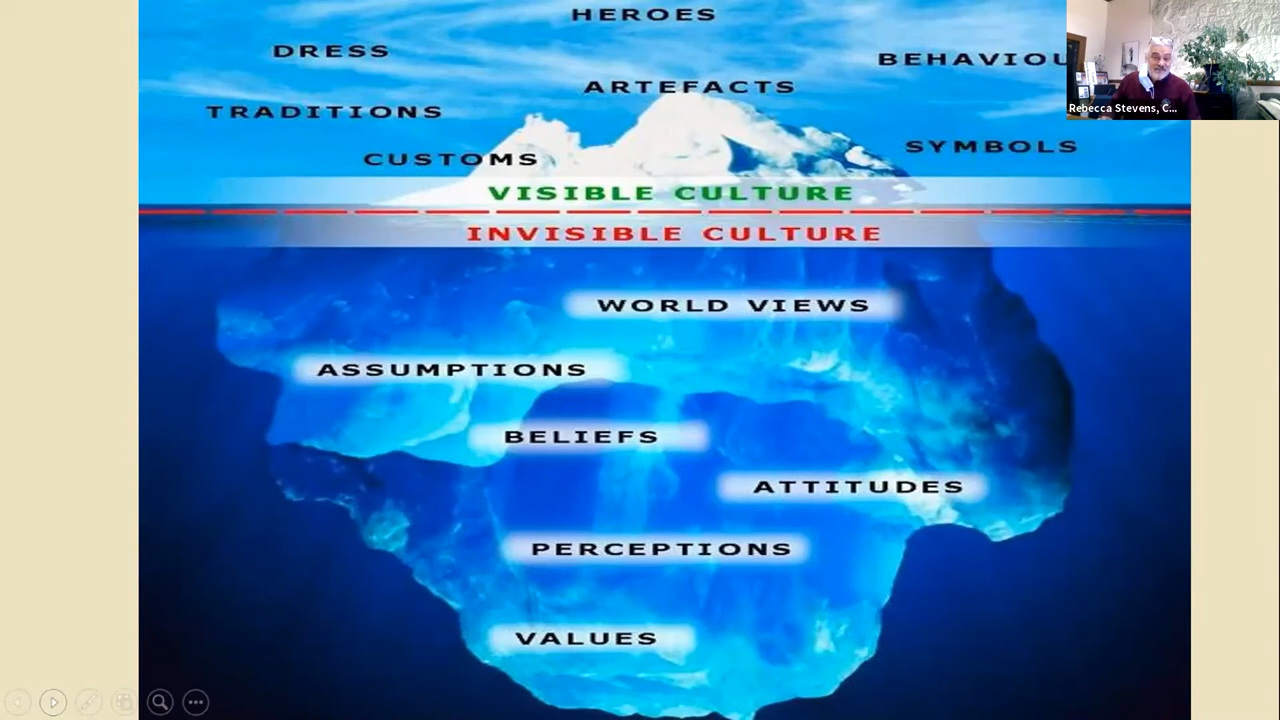 HEROES
DRESS
BEHAVIOU
ARTEFACTS
TRADITIONS
SYMBOLS
CUSTOMS
VISIBLE CULTURE
INVISIBLE CULTURE
WORLD VIEWS
ASSUMPTIONS
BELIEFS
ATTITUDES
PERCEPTIONS
VALUES
Rebecca Stevens, C...